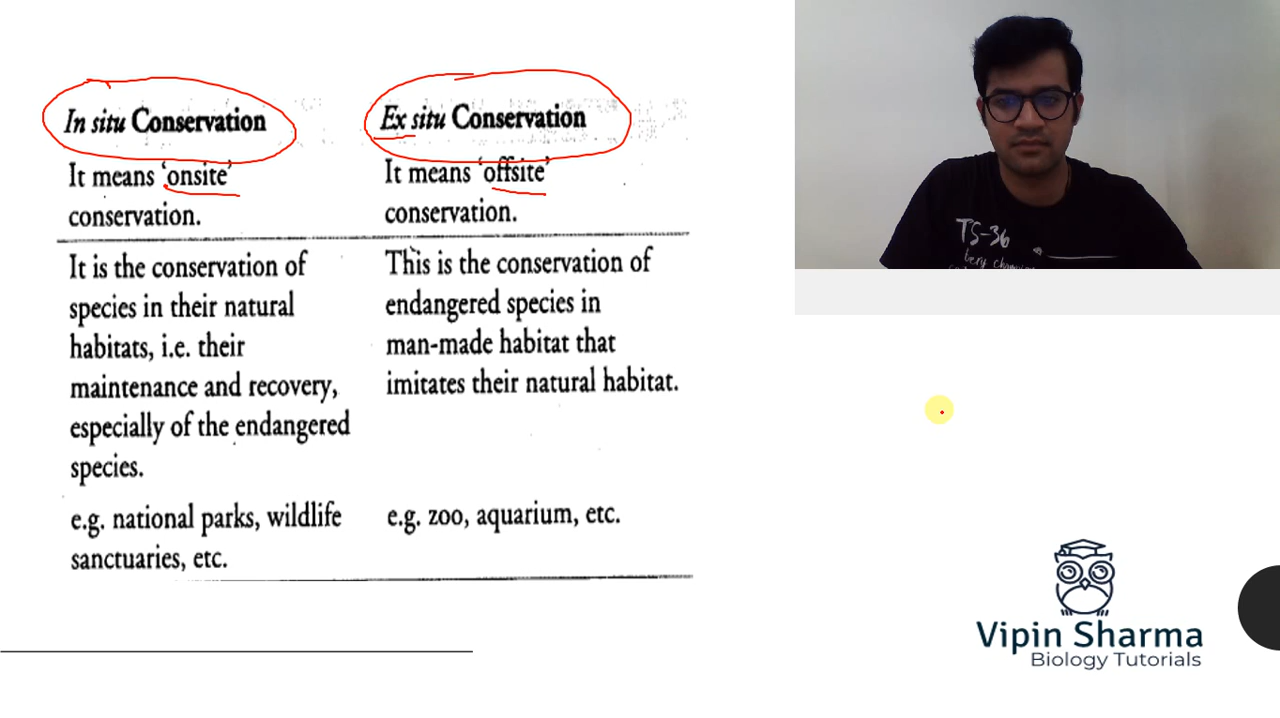 In situ Conservation
It means ‘onsite’
conservation.
It is the conservation of
species in their natural
habitats, i.e. their
maintenance and recovery,
especially of the endangered
species.
e.g. national parks, wildlife
sanctuaries, etc.
Ex situ Conservation
It means ‘offsite’
conservation.
This is the conservation of
endangered species in
man-made habitat that
imitates their natural habitat.
e.g. zoo, aquarium, etc.
TS-36
Vipin Sharma
Biology Tutorials